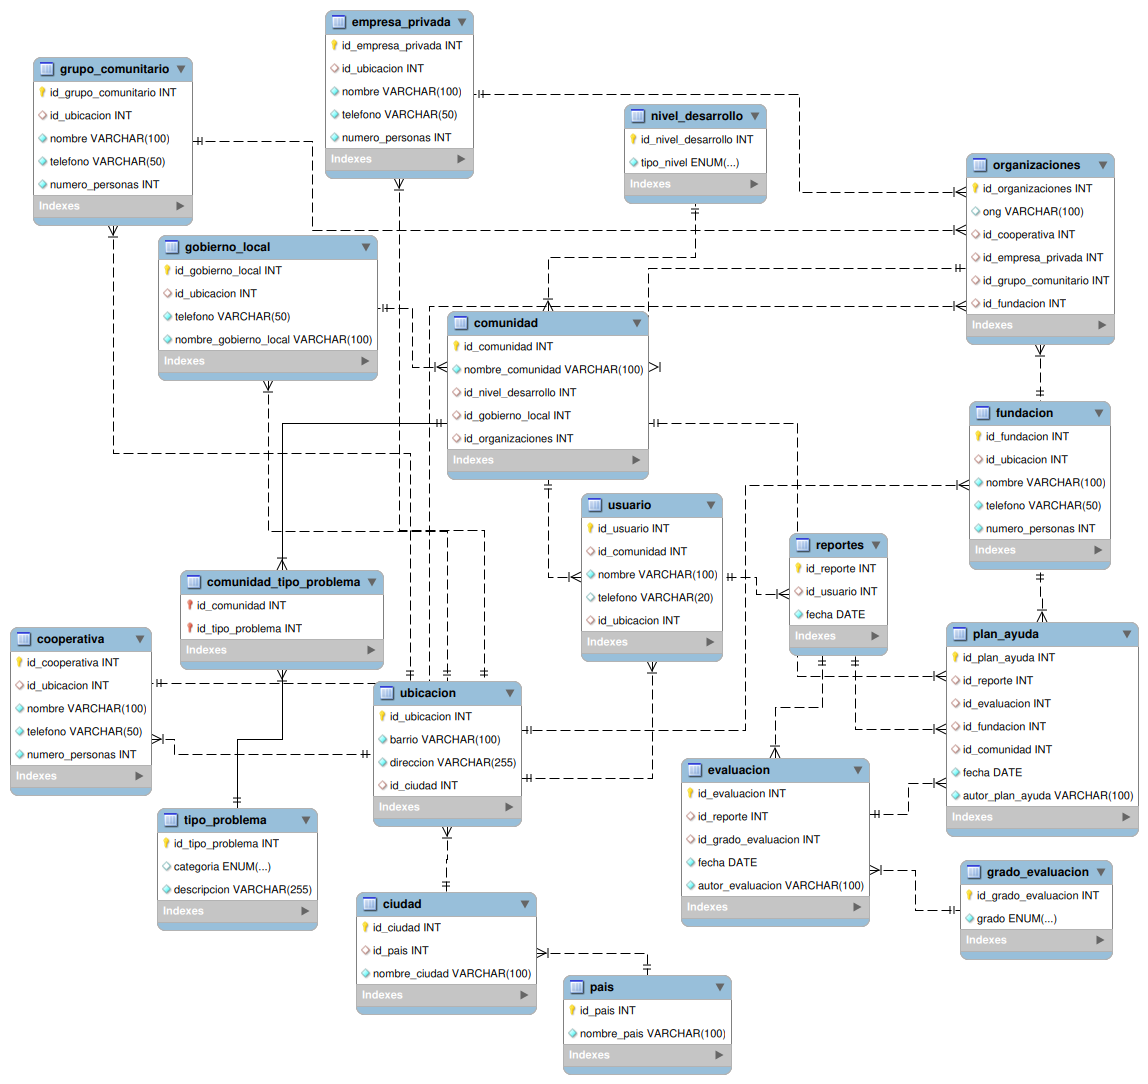 empresa_privada
id_empresa_privada INT
id_ubicacion INT
nombre VARCHAR(100)
telefono VARCHAR(50)
numero_personas INT
Indexes
grupo_comunitario
id_grupo_comunitario INT
id_ubicacion INT
nombre VARCHAR(100)
telefono VARCHAR(50)
numero_personas INT
Indexes
nivel_desarrollo
id_nivel_desarrollo INT
tipo_nivel ENUM(...)
Indexes
organizaciones
id_organizaciones INT
ong VARCHAR(100)
id_cooperativa INT
id_empresa_privada INT
id_grupo_comunitario INT
id_fundacion INT
Indexes
gobierno_local
id_gobierno_local INT
id_ubicacion INT
telefono VARCHAR(50)
nombre_gobierno_local VARCHAR(100)
Indexes
comunidad
id_comunidad INT
nombre_comunidad VARCHAR(100)
id_nivel_desarrollo INT
id_gobierno_local INT
id_organizaciones INT
Indexes
fundacion
id_fundacion INT
id_ubicacion INT
nombre VARCHAR(100)
telefono VARCHAR(50)
numero_personas INT
Indexes
usuario
id_usuario INT
id_comunidad INT
nombre VARCHAR(100)
telefono VARCHAR(20)
id_ubicacion INT
Indexes
reportes
id_reporte INT
id_usuario INT
fecha DATE
Indexes
comunidad_tipo_problema
id_comunidad INT
id_tipo_problema INT
Indexes
cooperativa
id_cooperativa INT
id_ubicacion INT
nombre VARCHAR(100)
telefono VARCHAR(50)
numero_personas INT
Indexes
plan_ayuda
id_plan_ayuda INT
id_reporte INT
id_evaluacion INT
id_fundacion INT
id_comunidad INT
fecha DATE
autor_plan_ayuda VARCHAR(100)
Indexes
ubicacion
id_ubicacion INT
barrio VARCHAR(100)
direccion VARCHAR(255)
id_ciudad INT
Indexes
evaluacion
id_evaluacion INT
id_reporte INT
id_grado_evaluacion INT
fecha DATE
autor_evaluacion VARCHAR(100)
Indexes
tipo_problema
id_tipo_problema INT
categoria ENUM(...)
descripcion VARCHAR(255)
Indexes
grado_evaluacion
id_grado_evaluacion INT
grado ENUM(...)
Indexes
ciudad
id_ciudad INT
id_pais INT
nombre_ciudad VARCHAR(100)
Indexes
pais
id_pais INT
nombre_pais VARCHAR(100)
Indexes